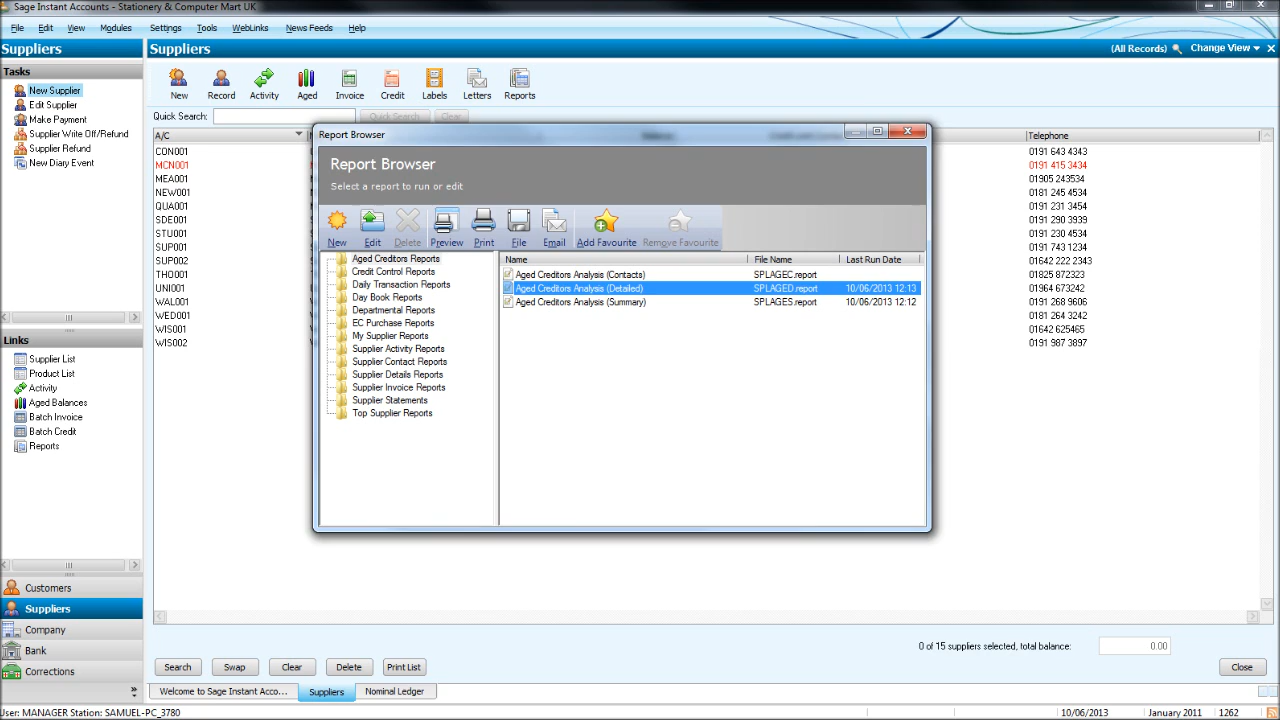 Sage Instant Accounts - Stationery & Computer Mart UK
File Edit View Modules Settings Tools WebLinks News Feeds Help
Suppliers
Suppliers
(All Records) Change View
Tasks
New Supplier
Edit Supplier
Make Payment
Supplier Write Off/Refund
Supplier Refund
New Diary Event
New Record Activity Aged Invoice Credit Labels Letters Reports
Quick Search: Quick Search Clear
A/C Telephone
CON001 0191 643 4343
MCN001 0191 415 3434
MEA001 01905 243534
NEW001 0181 245 4534
QUA001 0191 231 3454
SDE001 0191 290 3939
STU001 0191 230 4534
SUP001 0191 743 1234
SUP002 01642 222 2343
THO001 01825 872323
UNI001 01964 673242
WAL001 0191 268 9606
WED001 0181 264 3242
WIS001 01642 625465
WIS002 0191 987 3897
Report Browser
Report Browser
Select a report to run or edit
New Edit Delete Preview Print File Email Add Favourite Remove Favourite
Aged Creditors Reports
Credit Control Reports
Daily Transaction Reports
Day Book Reports
Departmental Reports
EC Purchase Reports
My Supplier Reports
Supplier Activity Reports
Supplier Contact Reports
Supplier Details Reports
Supplier Invoice Reports
Supplier Statements
Top Supplier Reports
Name File Name Last Run Date
Aged Creditors Analysis (Contacts) SPLAGEC.report
Aged Creditors Analysis (Detailed) SPLAGED.report 10/06/2013 12:13
Aged Creditors Analysis (Summary) SPLAGES.report 10/06/2013 12:12
Links
Supplier List
Product List
Activity
Aged Balances
Batch Invoice
Batch Credit
Reports
Customers
Suppliers
Company
Bank
Corrections
0 of 15 suppliers selected, total balance: 0.00
Search Swap Clear Delete Print List Close
Welcome to Sage Instant Acco... Suppliers Nominal Ledger
User: MANAGER Station: SAMUEL-PC_3780 10/06/2013 January 2011 1262